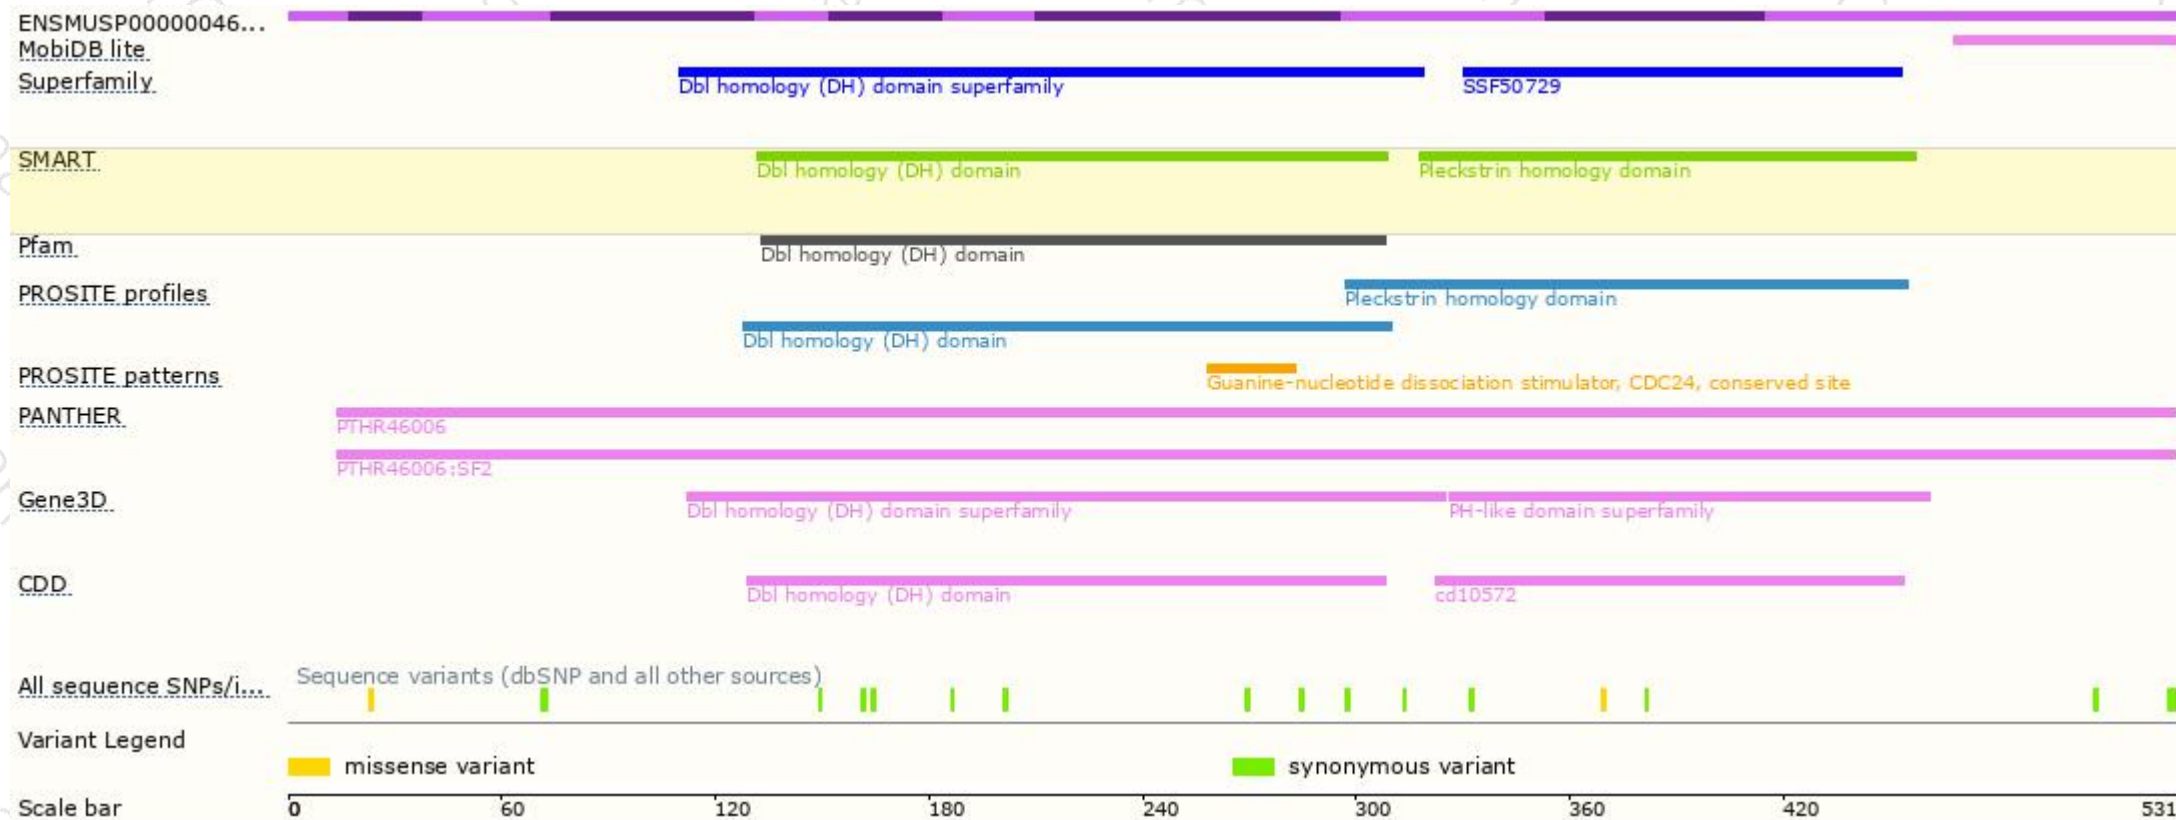 ENSMUSP00000046...
MobiDB lite
Superfamily
Dbl homology (DH) domain superfamily
SSF50729
SMART
Dbl homology (DH) domain
Pleckstrin homology domain
Pfam
Dbl homology (DH) domain
PROSITE profiles
Pleckstrin homology domain
Dbl homology (DH) domain
PROSITE patterns
Guanine-nucleotide dissociation stimulator, CDC24, conserved site
PANTHER
PTHR46006
PTHR46006:SF2
Gene3D
Dbl homology (DH) domain superfamily
PH-like domain superfamily
CDD
Dbl homology (DH) domain
cd10572
All sequence SNPs/i...
Sequence variants (dbSNP and all other sources)
Variant Legend
missense variant
synonymous variant
Scale bar
0 60 120 180 240 300 360 420 531